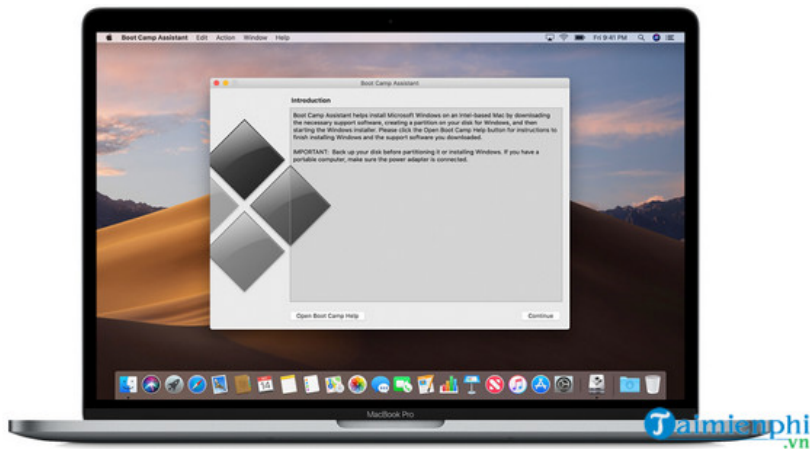 Boot Camp Assistant Edit Action Window Help
Fri 9:41 PM
Boot Camp Assistant
Introduction
Boot Camp Assistant helps install Microsoft Windows on an Intel-based Mac by downloading
the necessary support software, creating a partition on your disk for Windows, and then
starting the Windows installer. Please click the Open Boot Camp Help button for instructions to
finish installing Windows and the support software you downloaded.
IMPORTANT: Back up your disk before partitioning it or installing Windows. If you have a
portable computer, make sure the power adapter is connected.
Open Boot Camp Help
Continue
14
MacBook Pro
Taimienphi
.vn